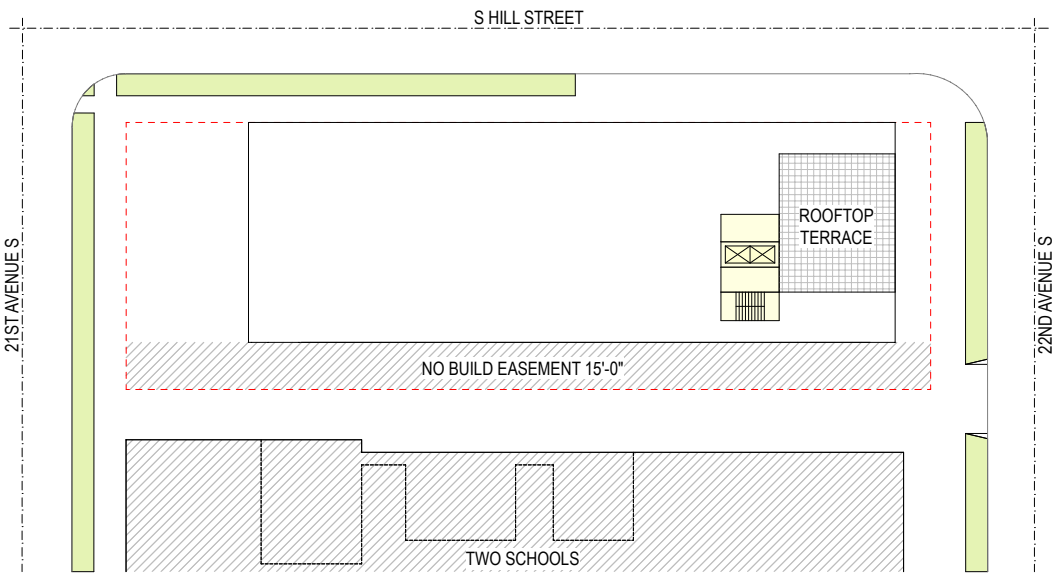 S HILL STREET
ROOFTOP
TERRACE
21ST AVENUE S
22ND AVENUE S
NO BUILD EASEMENT 15'-0"
TWO SCHOOLS